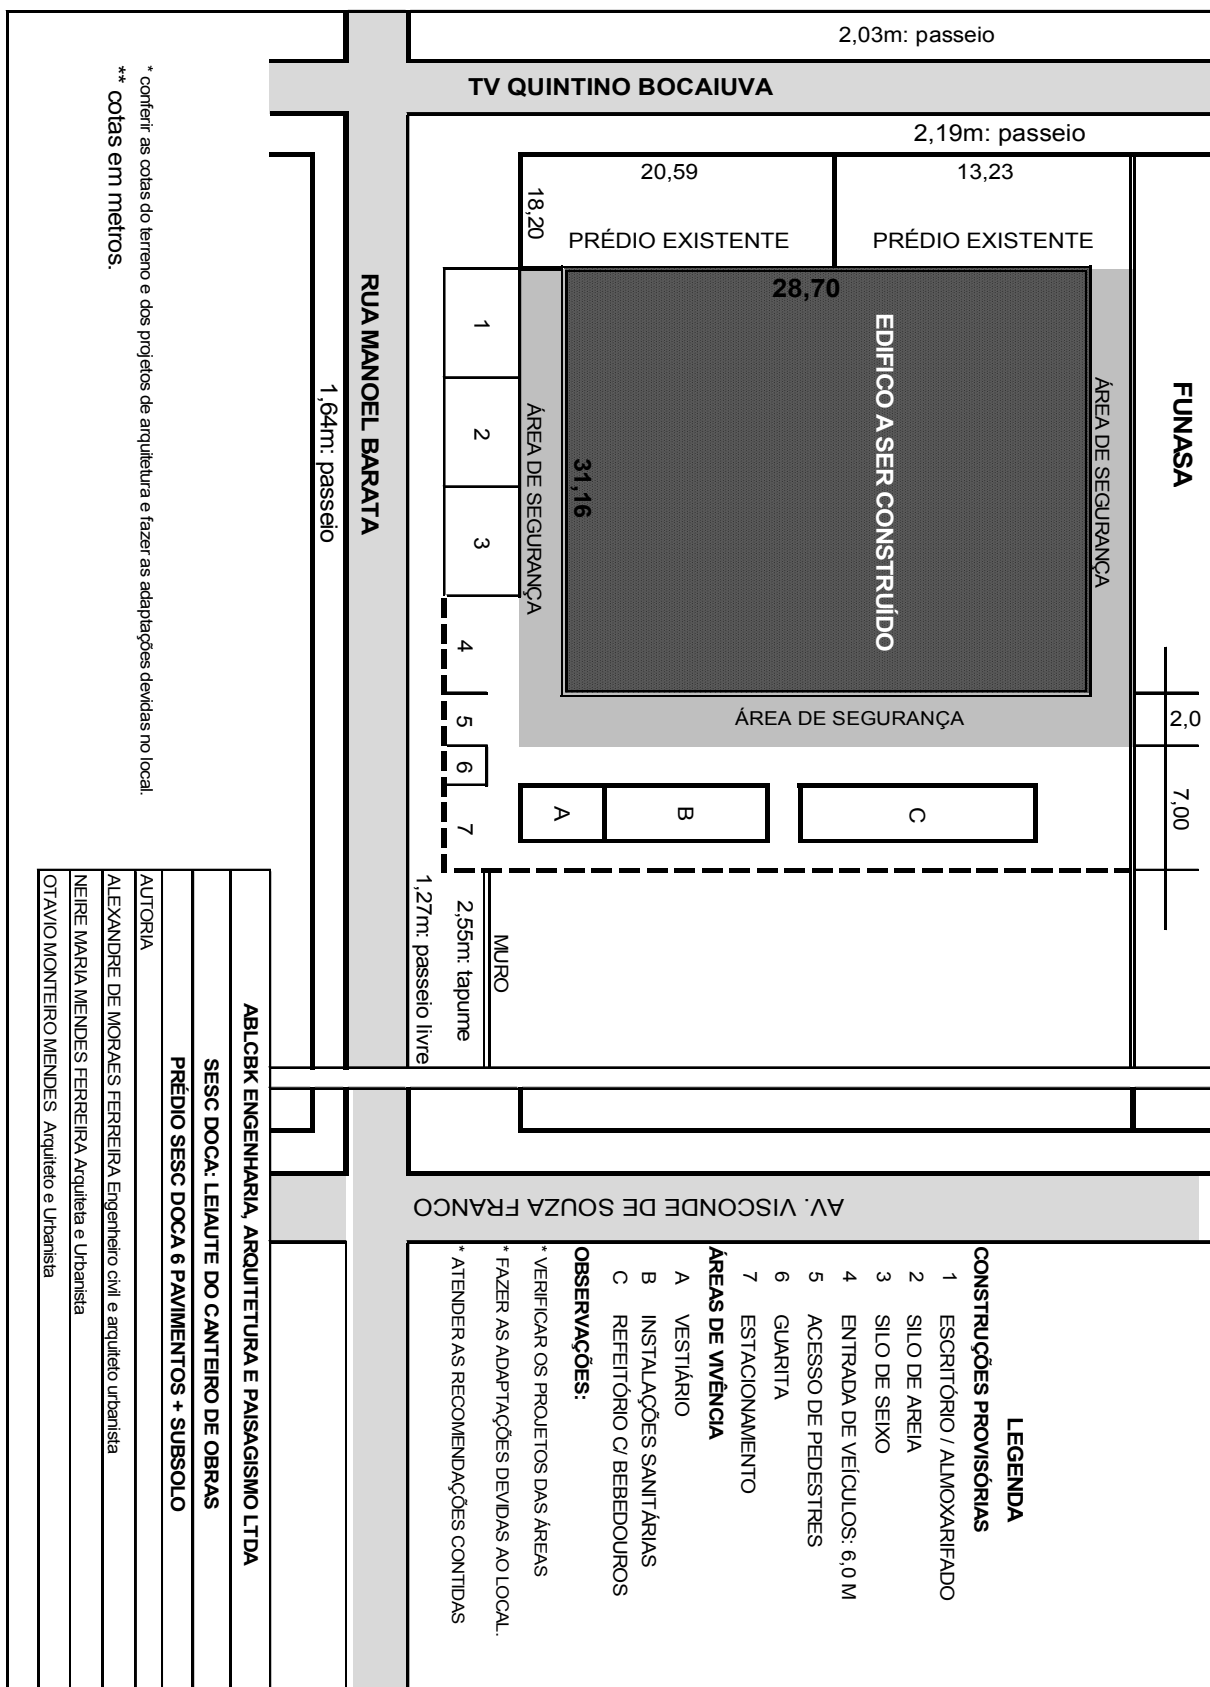 2,03m: passeio
TV QUINTINO BOCAIUVA
2,19m: passeio
20,59
13,23
18,20
PRÉDIO EXISTENTE
PRÉDIO EXISTENTE
28,70
31,16
EDIFICO A SER CONSTRUÍDO
ÁREA DE SEGURANÇA
ÁREA DE SEGURANÇA
ÁREA DE SEGURANÇA
FUNASA
2,0
7,00
1
2
3
4
5
6
7
A
B
C
RUA MANOEL BARATA
1,64m: passeio
MURO
2,55m: tapume
1,27m: passeio livre
* conferir as cotas do terreno e dos projetos de arquitetura e fazer as adaptações devidas no local.
** cotas em metros.
AV. VISCONDE DE SOUZA FRANCO
LEGENDA
CONSTRUÇÕES PROVISÓRIAS
1 ESCRITÓRIO / ALMOXARIFADO
2 SILO DE AREIA
3 SILO DE SEIXO
4 ENTRADA DE VEÍCULOS: 6,0 M
5 ACESSO DE PEDESTRES
6 GUARITA
7 ESTACIONAMENTO
ÁREAS DE VIVÊNCIA
A VESTIÁRIO
B INSTALAÇÕES SANITÁRIAS
C REFEITÓRIO C/ BEBEDOUROS
OBSERVAÇÕES:
* VERIFICAR OS PROJETOS DAS ÁREAS
* FAZER AS ADAPTAÇÕES DEVIDAS AO LOCAL.
* ATENDER AS RECOMENDAÇÕES CONTIDAS
ABLCBK ENGENHARIA, ARQUITETURA E PAISAGISMO LTDA
SESC DOCA: LEIAUTE DO CANTEIRO DE OBRAS
PRÉDIO SESC DOCA 6 PAVIMENTOS + SUBSOLO
AUTORIA
ALEXANDRE DE MORAES FERREIRA Engenheiro civil e arquiteto urbanista
NEIRE MARIA MENDES FERREIRA Arquiteta e Urbanista
OTAVIO MONTEIRO MENDES Arquiteto e Urbanista